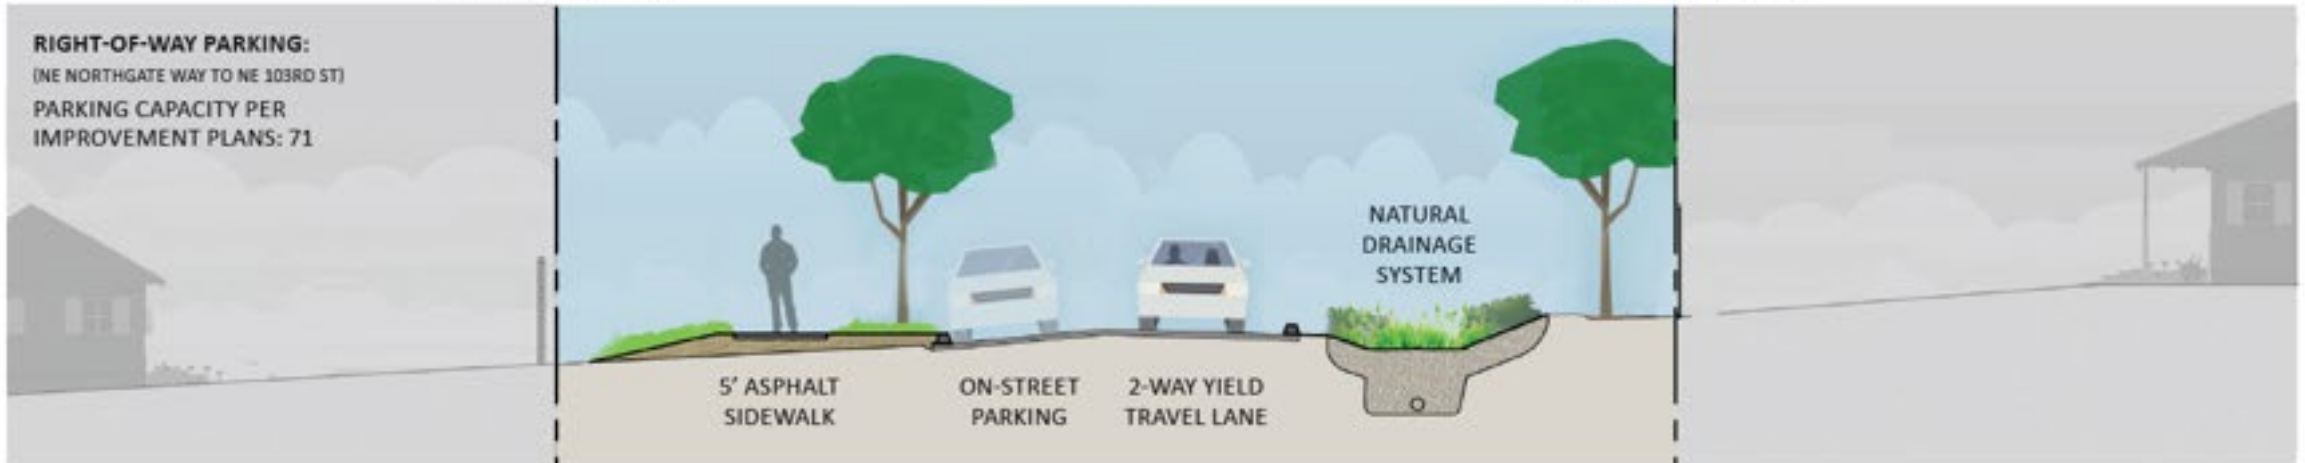 RIGHT-OF-WAY PARKING:
(NE NORTHGATE WAY TO NE 103RD ST)
PARKING CAPACITY PER
IMPROVEMENT PLANS: 71
NATURAL
DRAINAGE
SYSTEM
5' ASPHALT
SIDEWALK
ON-STREET
PARKING
2-WAY YIELD
TRAVEL LANE